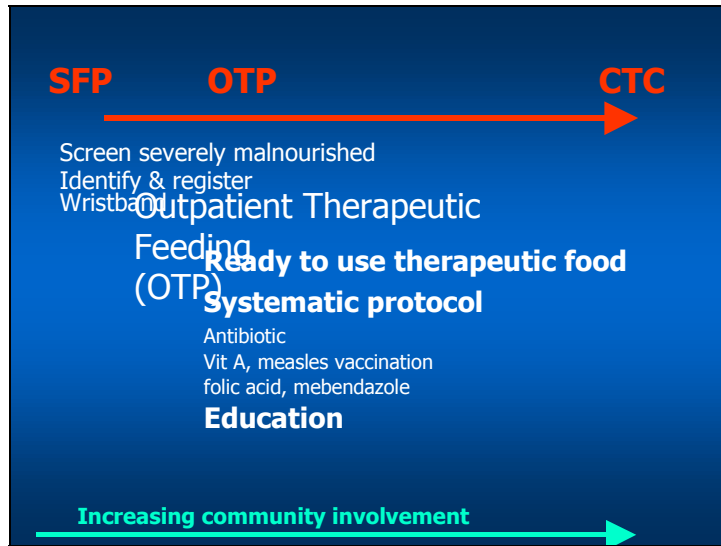 SFP OTP CTC
Screen severely malnourished
Identify & register
Wristband
Outpatient Therapeutic
Feeding
(OTP)
Ready to use therapeutic food
Systematic protocol
Antibiotic
Vit A, measles vaccination
folic acid, mebendazole
Education
Increasing community involvement